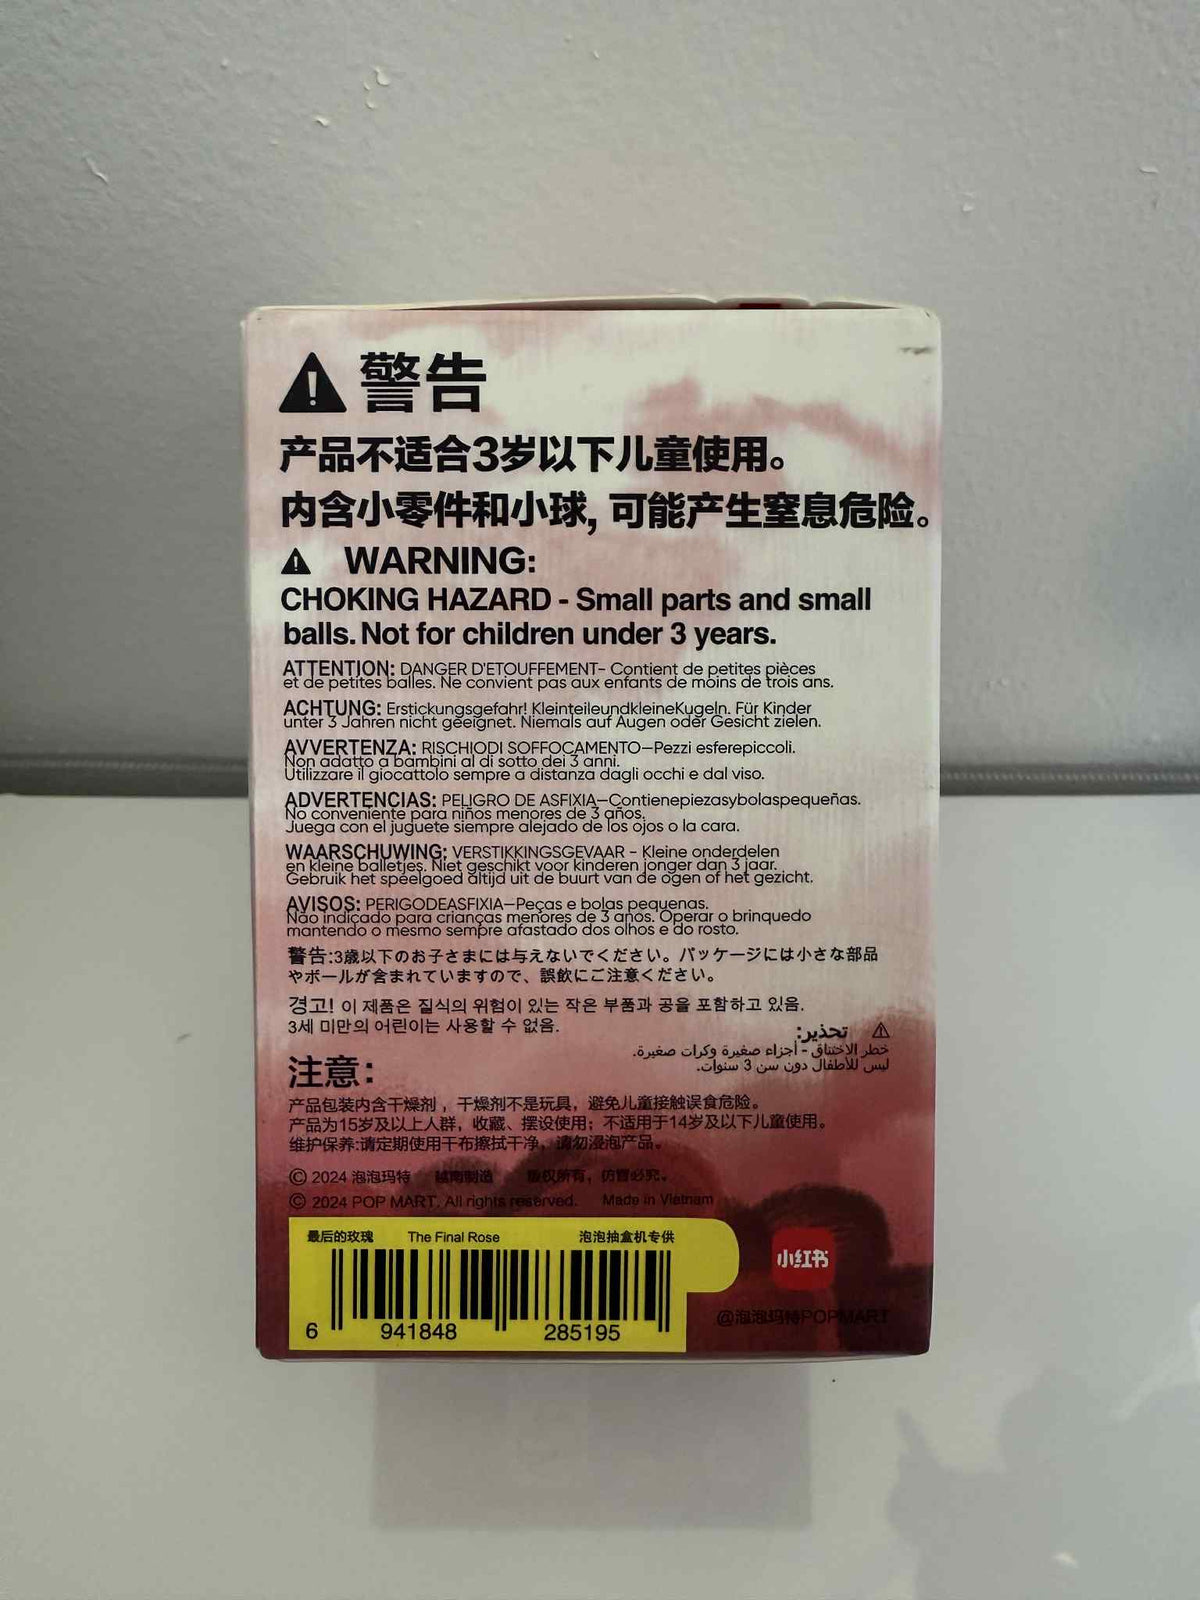 警告
产品不适合3岁以下儿童使用。
内含小零件和小球, 可能产生窒息危险。
WARNING:
CHOKING HAZARD - Small parts and small
balls. Not for children under 3 years.
ATTENTION: DANGER D'ETOUFFEMENT- Contient de petites pièces
et de petites balles. Ne convient pas aux enfants de moins de trois ans.
ACHTUNG: Erstickungsgefahr! KleinteileundkleineKugeln. Für Kinder
unter 3 Jahren nicht geeignet. Niemals auf Augen oder Gesicht zielen.
AVVERTENZA: RISCHIODI SOFFOCAMENTO—Pezzi esferepiccoli.
Non adatto a bambini al di sotto dei 3 anni.
Utilizzare il giocattolo sempre a distanza dagli occhi e dal viso.
ADVERTENCIAS: PELIGRO DE ASFIXIA—Contienepiezasybolaspequeñas.
No conveniente para niños menores de 3 años.
Juega con el juguete siempre alejado de los ojos o la cara.
WAARSCHUWING: VERSTIKKINGSGEVAAR - Kleine onderdelen
en kleine balletjes. Niet geschikt voor kinderen jonger dan 3 jaar.
Gebruik het speelgoed altijd uit de buurt van de ogen of het gezicht.
AVISOS: PERIGODEASFIXIA—Peças e bolas pequenas.
Não indicado para crianças menores de 3 anos. Operar o brinquedo
mantendo o mesmo sempre afastado dos olhos e do rosto.
警告:3歳以下のお子さまには与えないでください。パッケージには小さな部品
やボールが含まれていますので、誤飲にご注意ください。
경고! 이 제품은 질식의 위험이 있는 작은 부품과 공을 포함하고 있음.
3세 미만의 어린이는 사용할 수 없음.
تحذير:
خطر الاختناق - أجزاء صغيرة وكرات صغيرة.
ليس للأطفال دون سن 3 سنوات.
注意:
产品包装内含干燥剂，干燥剂不是玩具，避免儿童接触误食危险。
产品为15岁及以上人群，收藏、摆设使用；不适用于14岁及以下儿童使用。
维护保养:请定期使用干布擦拭干净，请勿浸泡产品。
© 2024 泡泡玛特 越南制造 版权所有，仿冒必究。
© 2024 POP MART. All rights reserved. Made in Vietnam
最后的玫瑰 The Final Rose 泡泡抽盒机专供
6 941848 285195
小红书
@泡泡玛特POPMART